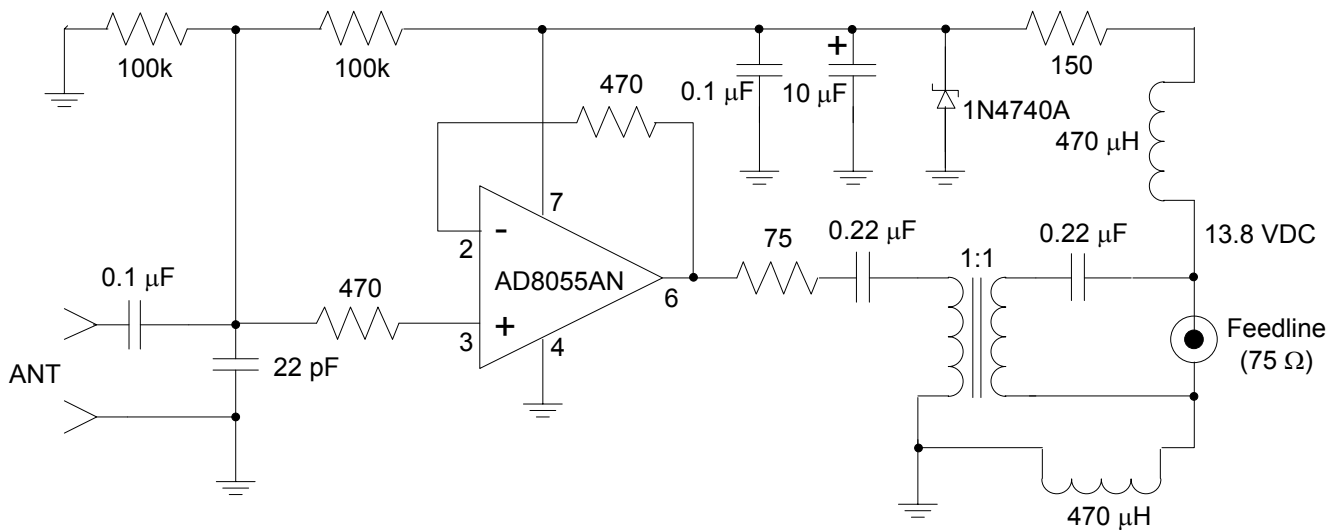 100k
100k
0.1 μF
+
10 μF
1N4740A
150
470 μH
470
7
2
-
AD8055AN
6
+
3
4
75
0.22 μF
1:1
0.22 μF
13.8 VDC
0.1 μF
470
ANT
22 pF
Feedline
(75 Ω)
470 μH